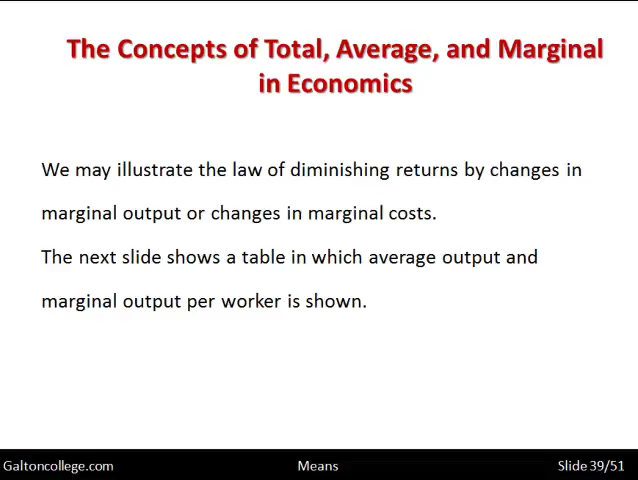 The Concepts of Total, Average, and Marginal
in Economics
We may illustrate the law of diminishing returns by changes in
marginal output or changes in marginal costs.
The next slide shows a table in which average output and
marginal output per worker is shown.
Galtoncollege.com Means Slide 39/51